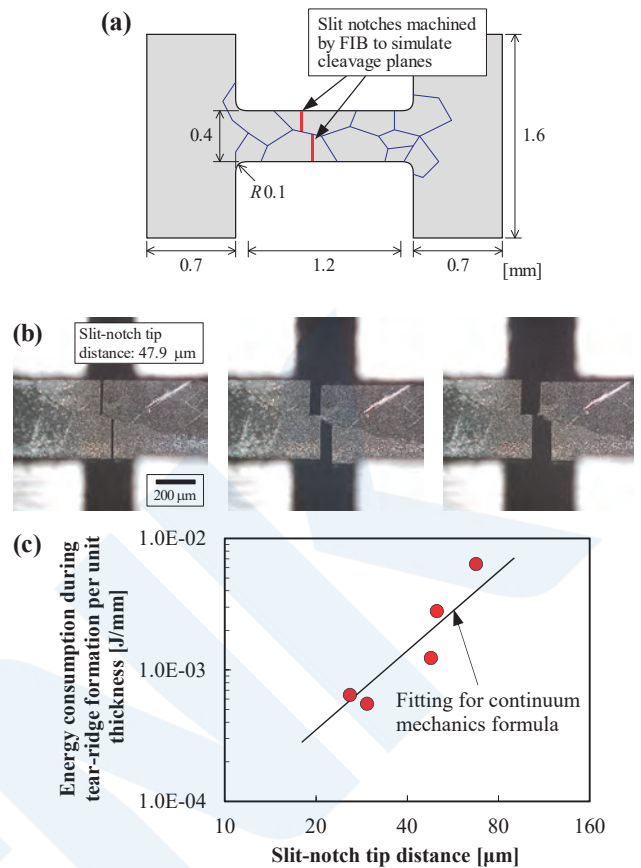 (a)
Slit notches machined
by FIB to simulate
cleavage planes
0.4
1.6
R0.1
0.7
1.2
0.7
[mm]
(b)
Slit-notch tip
distance: 47.9 μm
200 μm
(c)
Energy consumption during
tear-ridge formation per unit
thickness [J/mm]
1.0E-02
1.0E-03
1.0E-04
Fitting for continuum
mechanics formula
10
20
40
80
160
Slit-notch tip distance [μm]